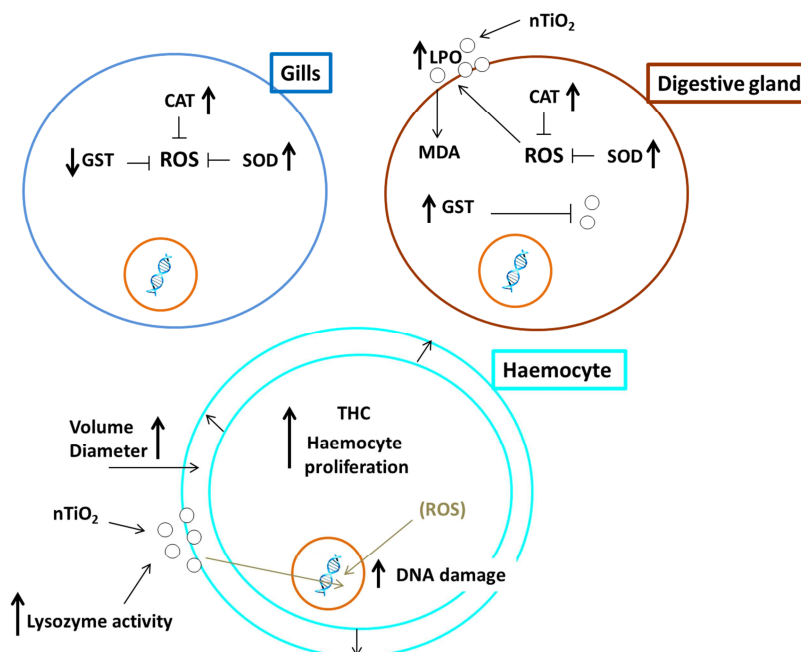 nTiO₂
Gills
LPO
Digestive gland
CAT
CAT
GST
ROS
SOD
MDA
ROS
SOD
GST
Haemocyte
THC
Haemocyte
proliferation
Volume
Diameter
nTiO₂
(ROS)
DNA damage
Lysozyme activity